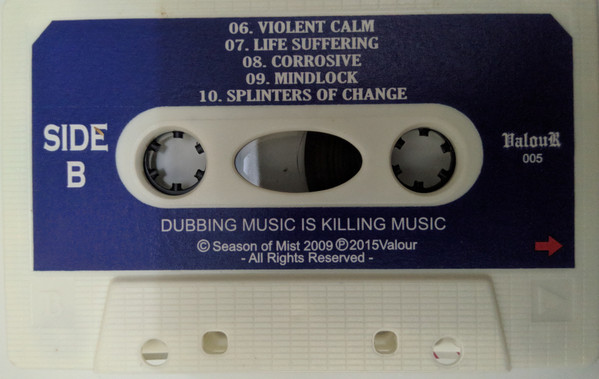 06. VIOLENT CALM
07. LIFE SUFFERING
08. CORROSIVE
09. MINDLOCK
10. SPLINTERS OF CHANGE
SIDE
B
ValouR
005
DUBBING MUSIC IS KILLING MUSIC
© Season of Mist 2009 ℗2015Valour
- All Rights Reserved -